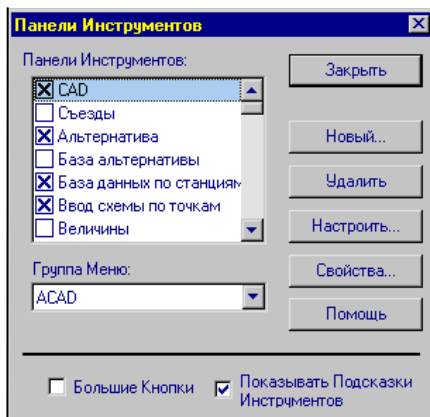 Панели Инструментов
Панели Инструментов:
CAD
Съезды
Альтернатива
База альтернативы
База данных по станциям
Ввод схемы по точкам
Величины
Закрыть
Новый...
Удалить
Настроить...
Свойства...
Помощь
Группа Меню:
ACAD
Большие Кнопки
Показывать Подсказки
Инструментов